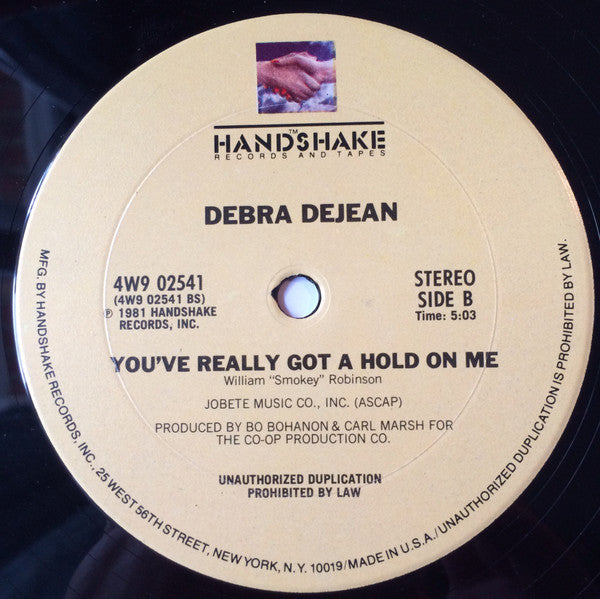 HANDSHAKE™
RECORDS AND TAPES
DEBRA DEJEAN
4W9 02541
(4W9 02541 BS)
℗ 1981 HANDSHAKE
RECORDS, INC.
STEREO
SIDE B
Time: 5:03
YOU'VE REALLY GOT A HOLD ON ME
William "Smokey" Robinson
JOBETE MUSIC CO., INC. (ASCAP)
PRODUCED BY BO BOHANON & CARL MARSH FOR
THE CO-OP PRODUCTION CO.
UNAUTHORIZED DUPLICATION
PROHIBITED BY LAW
MFG. BY HANDSHAKE RECORDS, INC., 25 WEST 56TH STREET, NEW YORK, N.Y. 10019/MADE IN U.S.A./UNAUTHORIZED DUPLICATION IS PROHIBITED BY LAW.